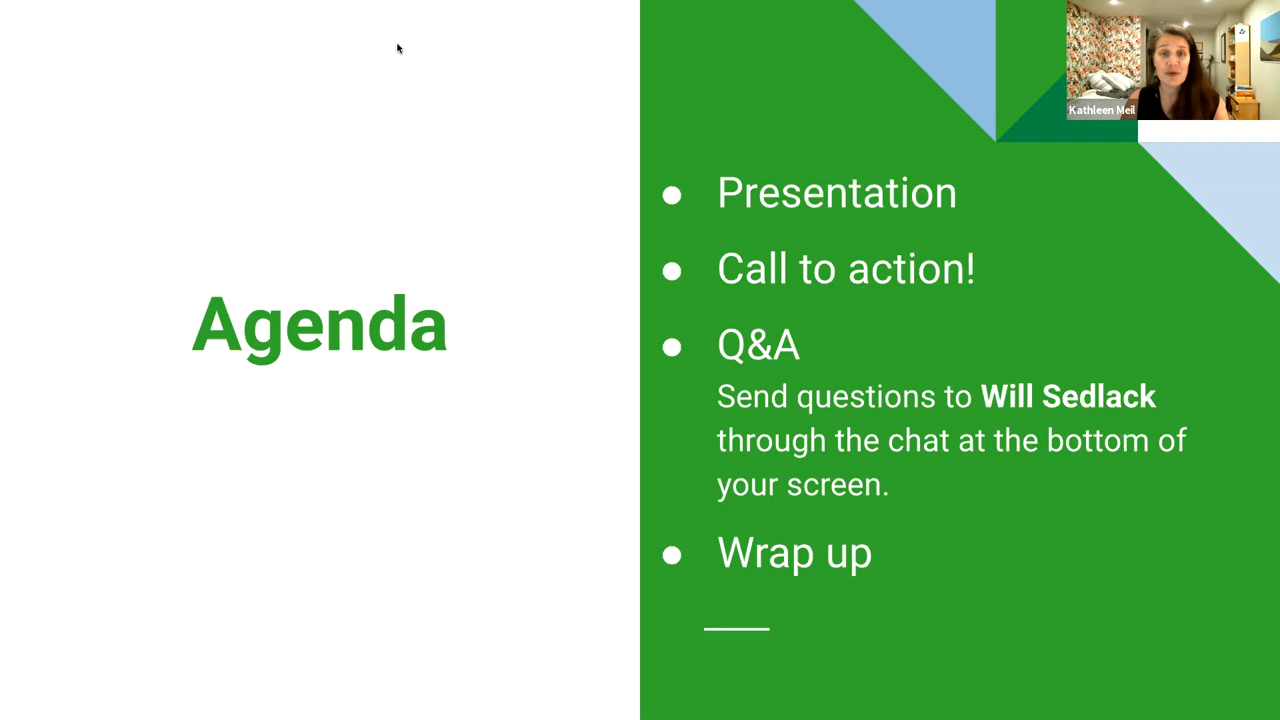 Kathleen Meil
Agenda
● Presentation
● Call to action!
● Q&A
Send questions to Will Sedlack
through the chat at the bottom of
your screen.
● Wrap up